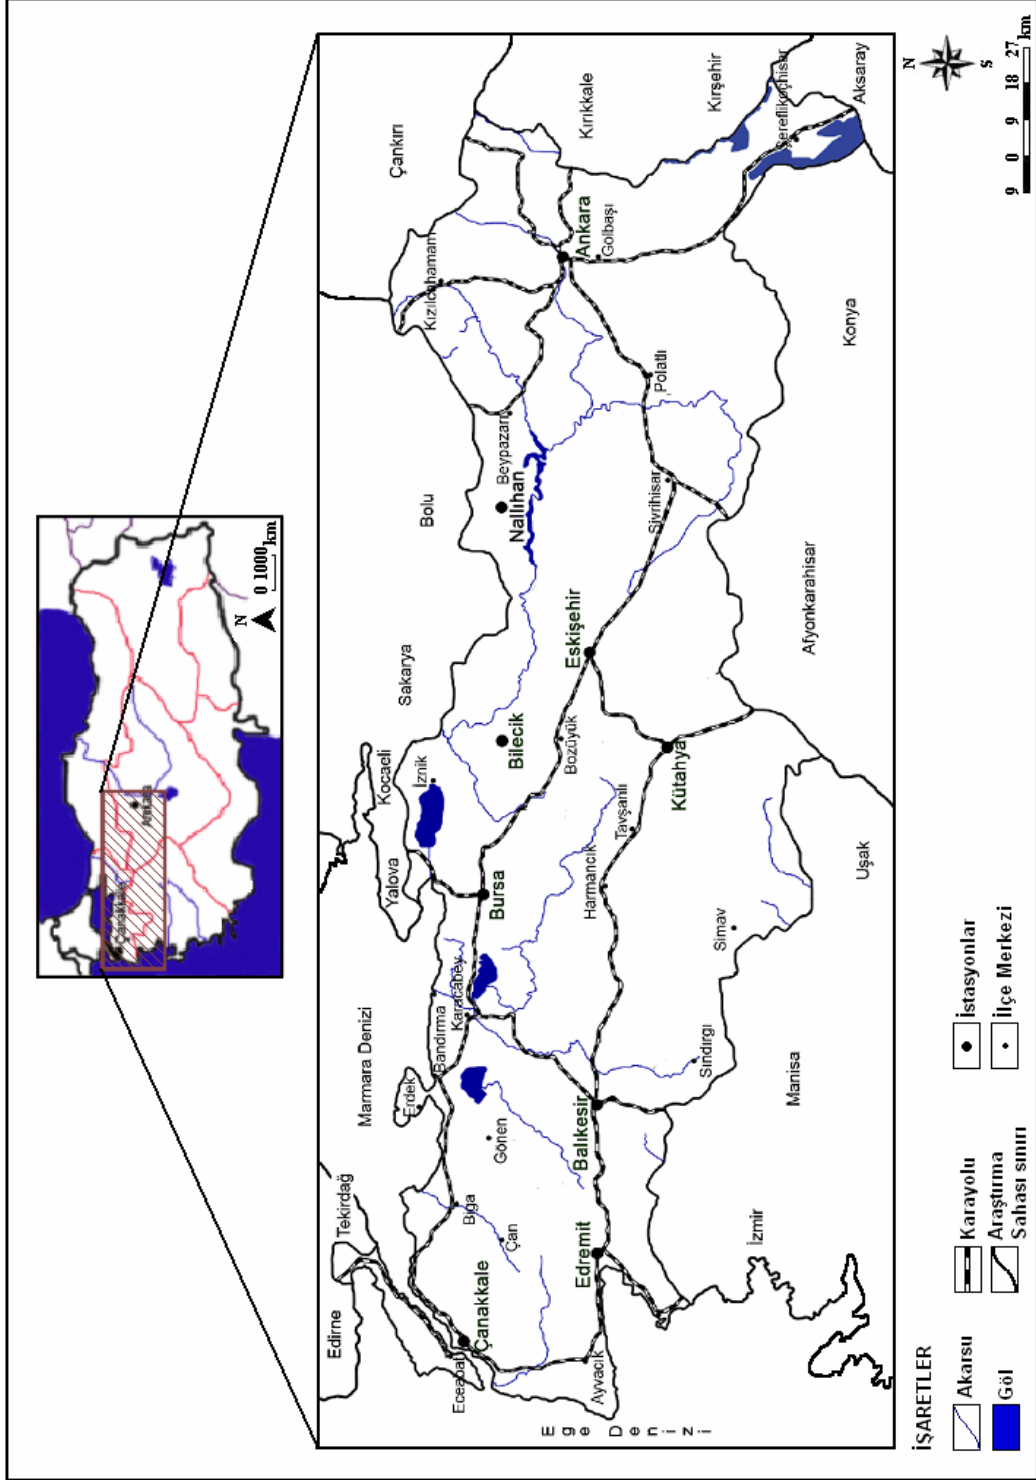 N
0 1000 km
Çanakkale
Ankara
Edirne
Tekirdağ
Marmara Denizi
Yalova
Kocaeli
Sakarya
Bolu
Çankırı
Kırıkkale
Kırşehir
Aksaray
Konya
Afyonkarahisar
Uşak
Manisa
İzmir
Ege Denizi
Eceabat
Çanakkale
Biga
Çan
Gönen
Erdek
Bandırma
Karacabey
Bursa
İznik
Bilecik
Bozüyük
Eskişehir
Nallıhan
Beypazarı
Kızılcahamam
Ankara
Gölbaşı
Polatlı
Sivrihisar
Şereflikoçhisar
Ayvacık
Edremit
Balıkesir
Sındırgı
Simav
Harmancık
Tavşanlı
Kütahya
N
S
9 0 9 18 27 km
İŞARETLER
Akarsu
Göl
Karayolu
Araştırma
Sahası sınırı
İstasyonlar
İlçe Merkezi